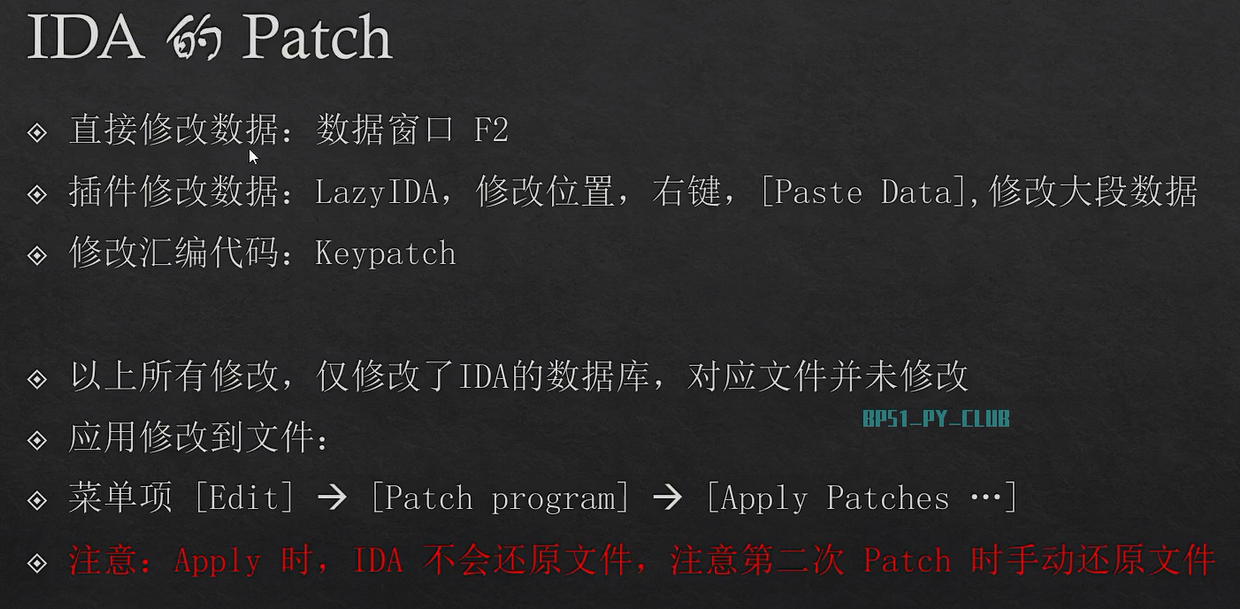 IDA 的 Patch
直接修改数据：数据窗口 F2
插件修改数据：LazyIDA，修改位置，右键，[Paste Data],修改大段数据
修改汇编代码：Keypatch
以上所有修改，仅修改了IDA的数据库，对应文件并未修改
BPS1_PY_CLUB
应用修改到文件：
菜单项 [Edit] → [Patch program] → [Apply Patches …]
注意：Apply 时，IDA 不会还原文件，注意第二次 Patch 时手动还原文件